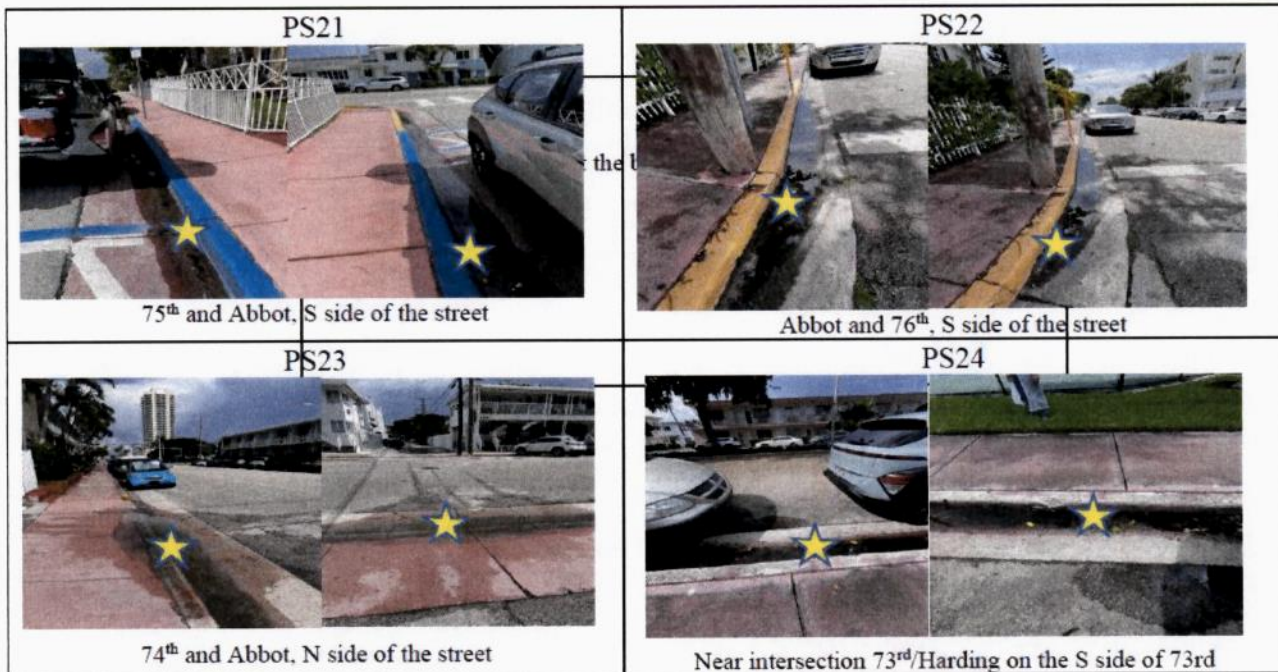 PS21
PS22
the b
75th and Abbot, S side of the street
Abbot and 76th, S side of the street
PS23
PS24
74th and Abbot, N side of the street
Near intersection 73rd/Harding on the S side of 73rd